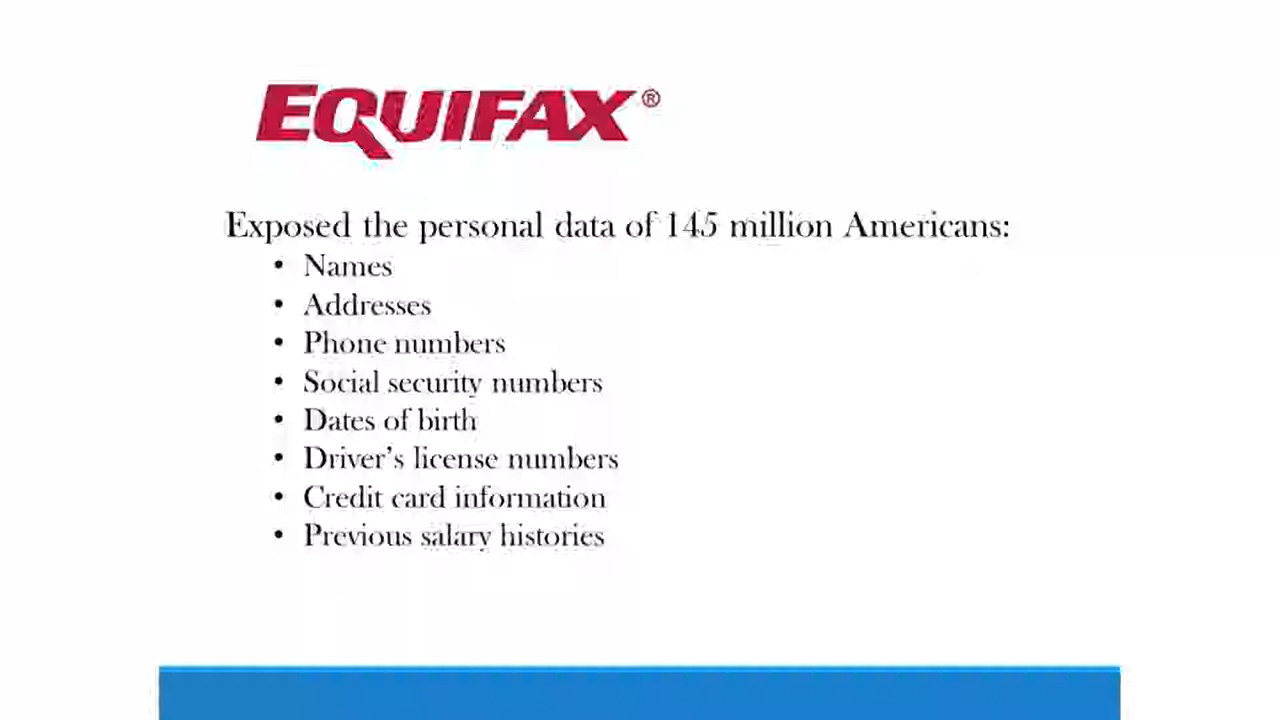 EQUIFAX®
Exposed the personal data of 145 million Americans:
• Names
• Addresses
• Phone numbers
• Social security numbers
• Dates of birth
• Driver’s license numbers
• Credit card information
• Previous salary histories